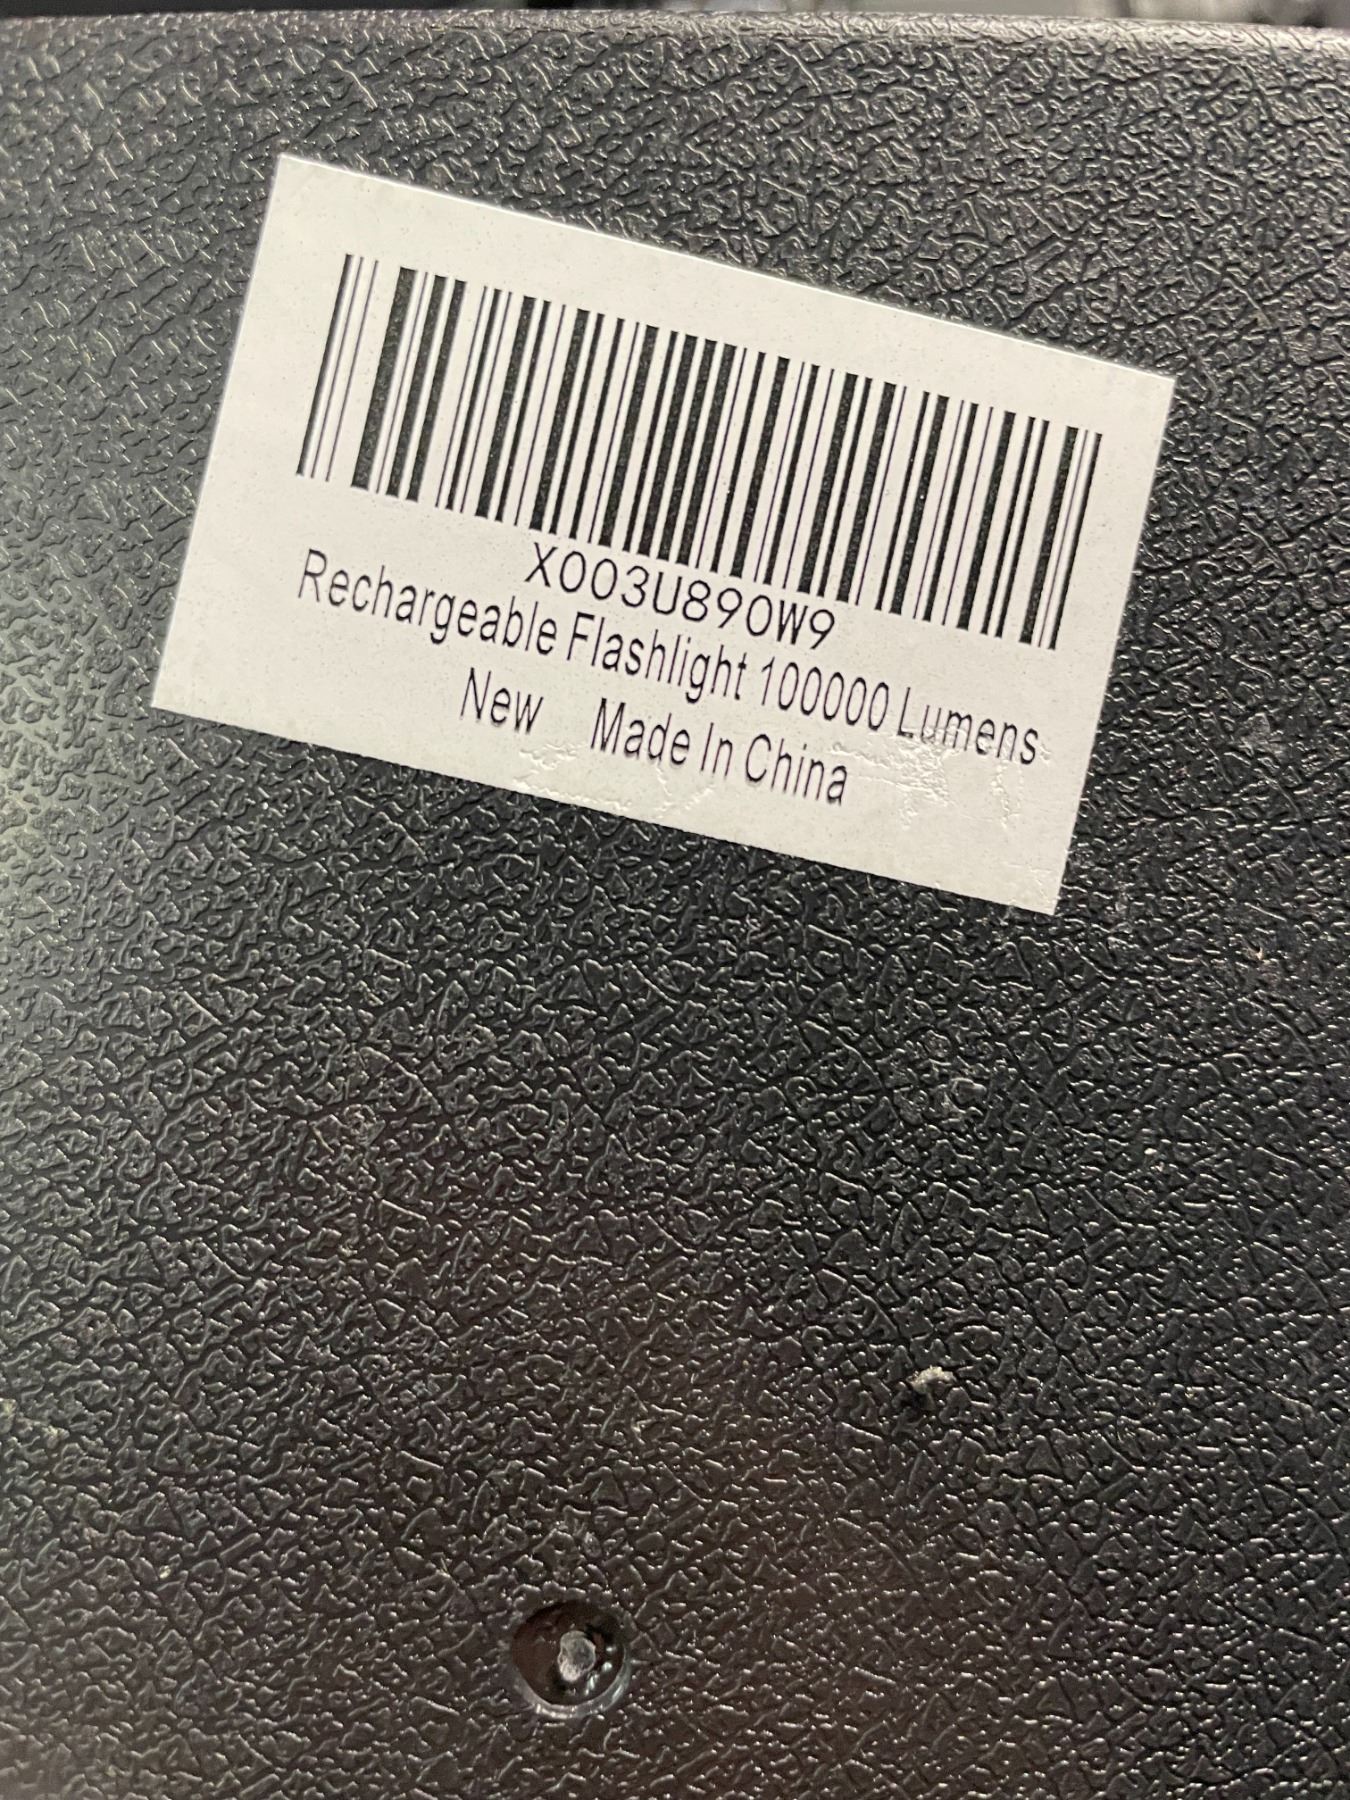 X003U890W9
Rechargeable Flashlight 100000 Lumens
New Made In China